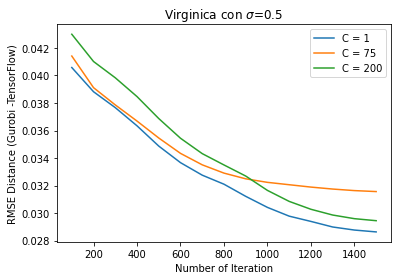 Virginica con σ=0.5
C = 1
C = 75
C = 200
RMSE Distance (Gurobi -TensorFlow)
0.042
0.040
0.038
0.036
0.034
0.032
0.030
0.028
200 400 600 800 1000 1200 1400
Number of Iteration